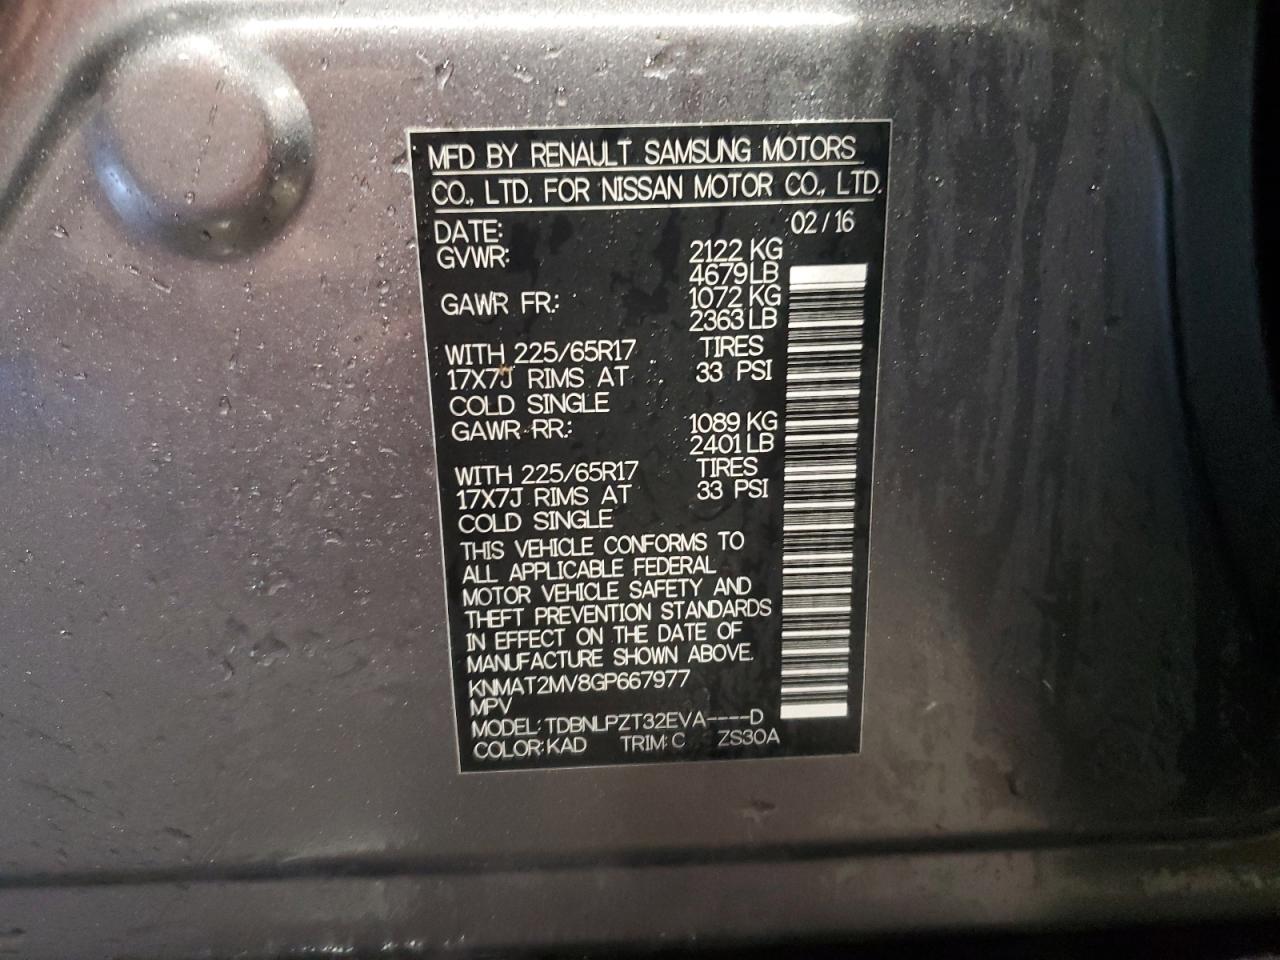 MFD BY RENAULT SAMSUNG MOTORS
CO., LTD. FOR NISSAN MOTOR CO., LTD.
DATE: 02/16
GVWR: 2122 KG
4679 LB
GAWR FR: 1072 KG
2363 LB
WITH 225/65R17 TIRES
17X7J RIMS AT 33 PSI
COLD SINGLE
GAWR RR: 1089 KG
2401 LB
WITH 225/65R17 TIRES
17X7J RIMS AT 33 PSI
COLD SINGLE
THIS VEHICLE CONFORMS TO
ALL APPLICABLE FEDERAL
MOTOR VEHICLE SAFETY AND
THEFT PREVENTION STANDARDS
IN EFFECT ON THE DATE OF
MANUFACTURE SHOWN ABOVE.
KNMAT2MV8GP667977
MPV
MODEL: TDBNLPZT32EVA----D
COLOR: KAD TRIM: C ZS30A